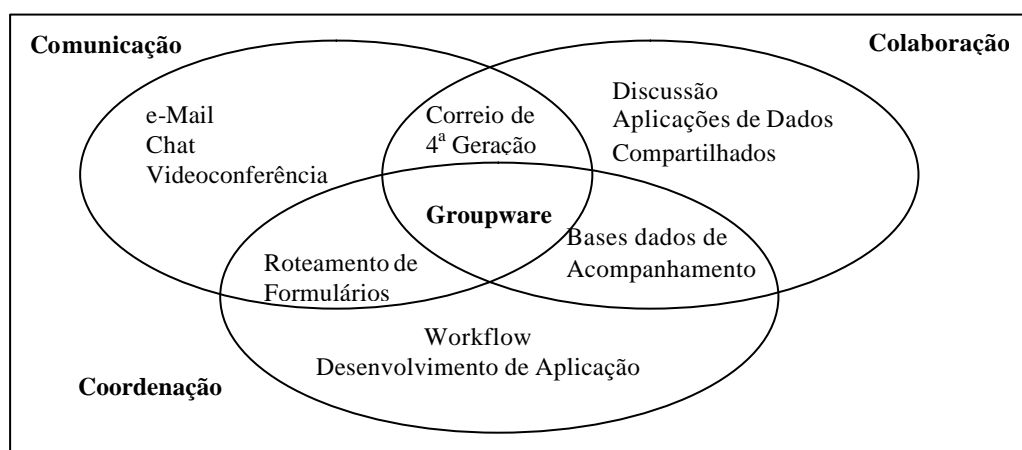 Comunicação
Colaboração
e-Mail
Chat
Videoconferência
Correio de
4ª Geração
Discussão
Aplicações de Dados
Compartilhados
Groupware
Roteamento de
Formulários
Bases dados de
Acompanhamento
Workflow
Desenvolvimento de Aplicação
Coordenação